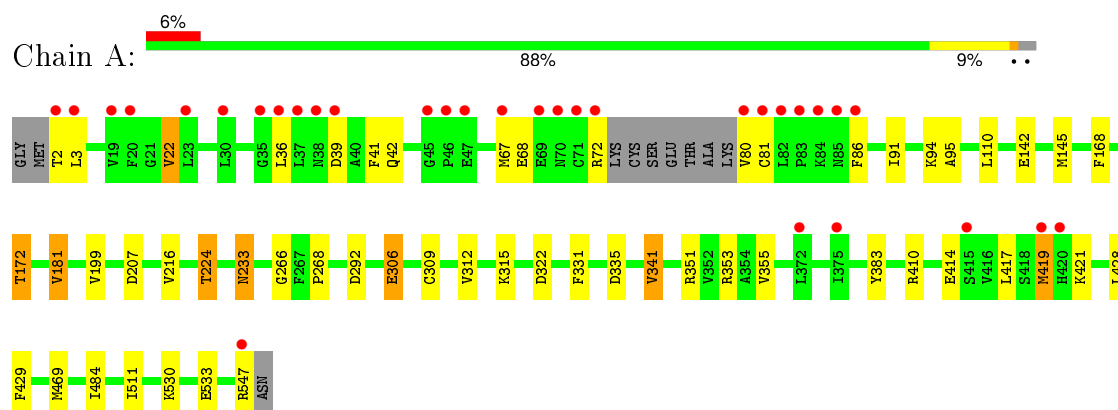 6%
Chain A:
88% 9% • •
GLY MET T2 L3 V19 F20 G21 V22 L23 L30 G35 L36 L37 N38 D39 A40 F41 Q42 G45 P46 E47 M67 E68 E69 N70 C71 R72 LYS CYS SER GLU THR ALA LYS V80 C81 L82 P83 K84 N85 F86 I91 K94 A95 L110 E142 M145 F168
T172 V181 V199 D207 V216 T224 N233 G266 F267 P268 D292 E306 C309 V312 K315 D322 F331 D335 V341 R351 V352 R353 A354 V355 L372 I375 Y383 R410 E414 S415 V416 L417 S418 M419 H420 K421 L428
F429 M469 I484 I511 K530 E533 R547 ASN